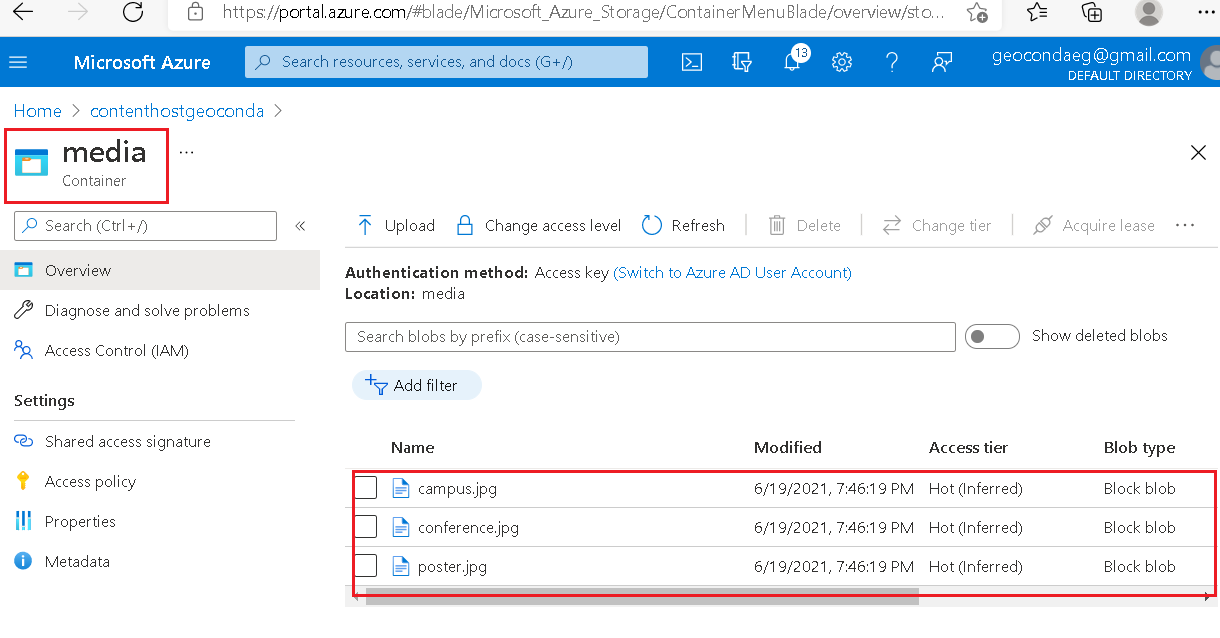 https://portal.azure.com/#blade/Microsoft_Azure_Storage/ContainerMenuBlade/overview/sto...
Microsoft Azure
Search resources, services, and docs (G+/)
13
geocondaeg@gmail.com
DEFAULT DIRECTORY
Home > contenthostgeoconda >
media ...
Container
Search (Ctrl+/)
«
Upload
Change access level
Refresh
Delete
Change tier
Acquire lease
...
Overview
Authentication method: Access key (Switch to Azure AD User Account)
Location: media
Diagnose and solve problems
Search blobs by prefix (case-sensitive)
Show deleted blobs
Access Control (IAM)
Add filter
Settings
Shared access signature
Access policy
Properties
Metadata
Name Modified Access tier Blob type
campus.jpg 6/19/2021, 7:46:19 PM Hot (Inferred) Block blob
conference.jpg 6/19/2021, 7:46:19 PM Hot (Inferred) Block blob
poster.jpg 6/19/2021, 7:46:19 PM Hot (Inferred) Block blob